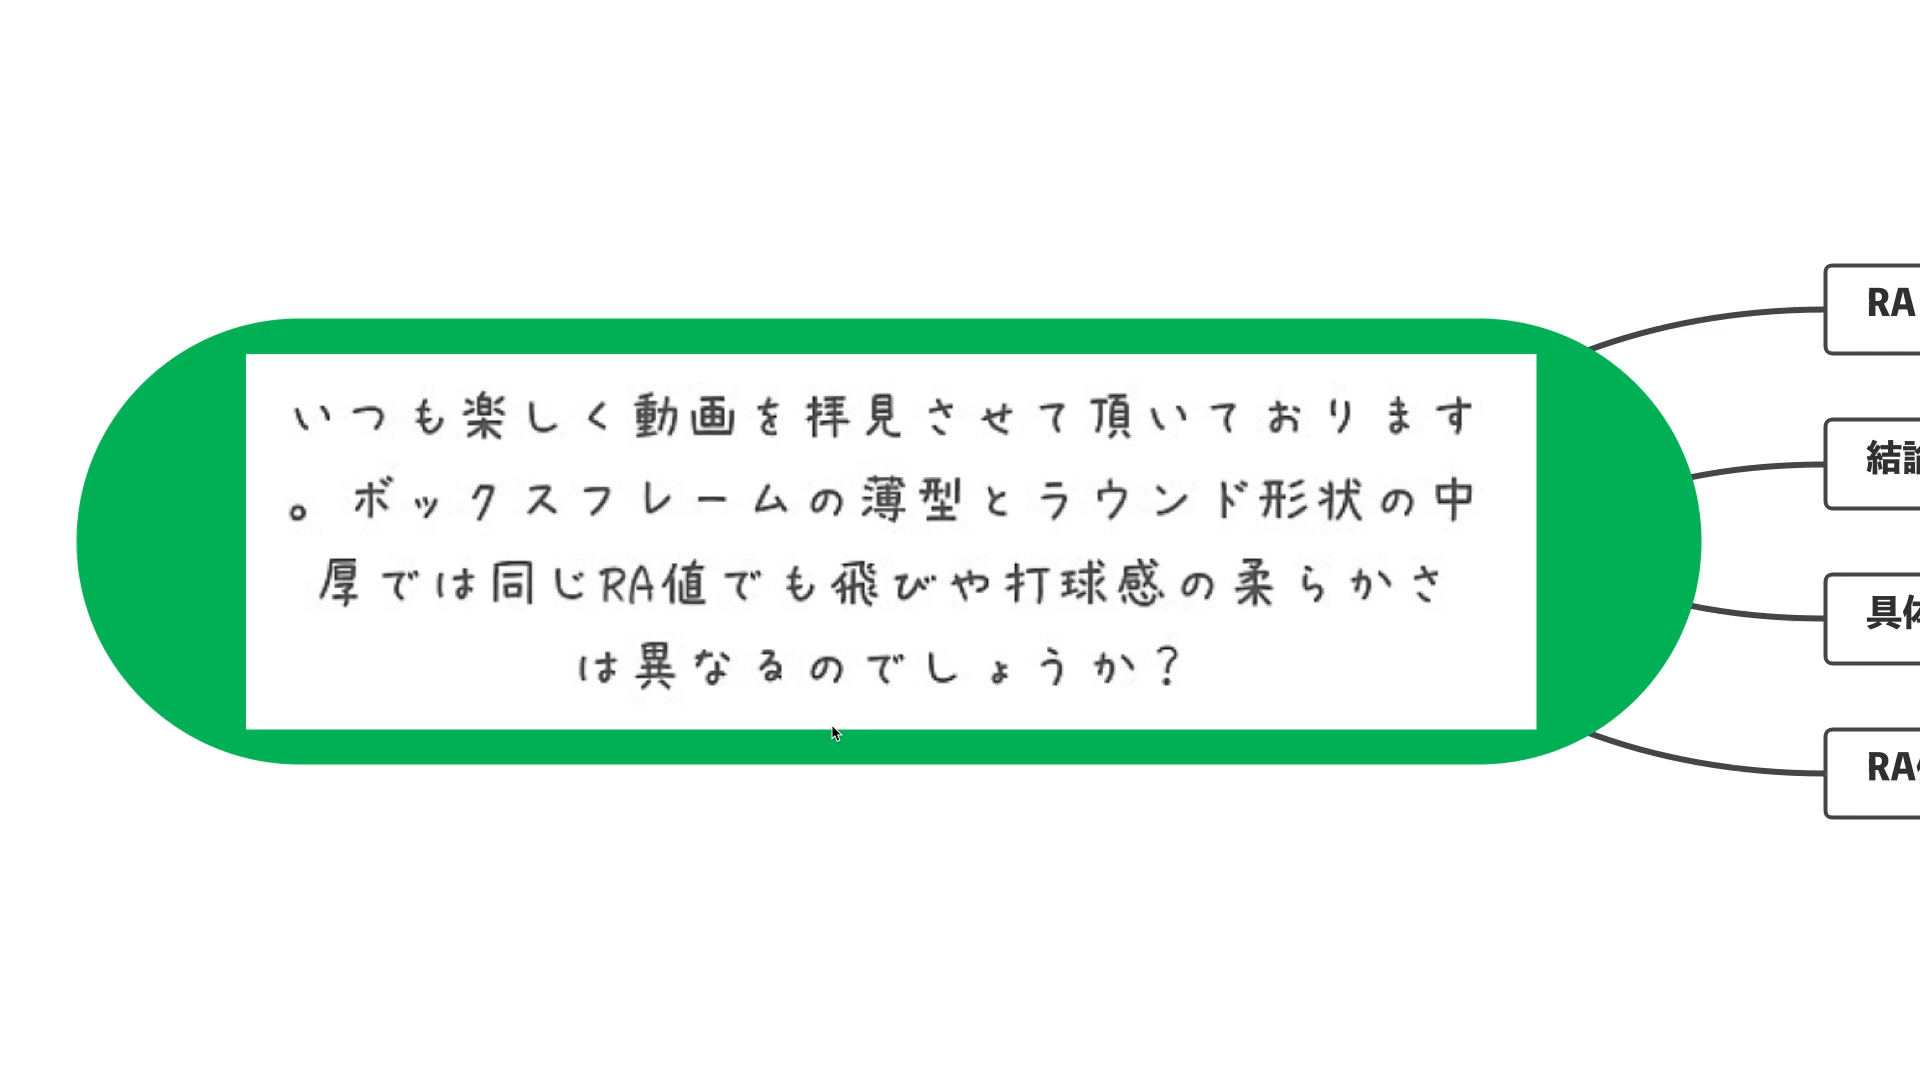 いつも楽しく動画を拝見させて頂いております
。ボックスフレームの薄型とラウンド形状の中
厚では同じRA値でも飛びや打球感の柔らかさ
は異なるのでしょうか？
RA
結論
具体
RA